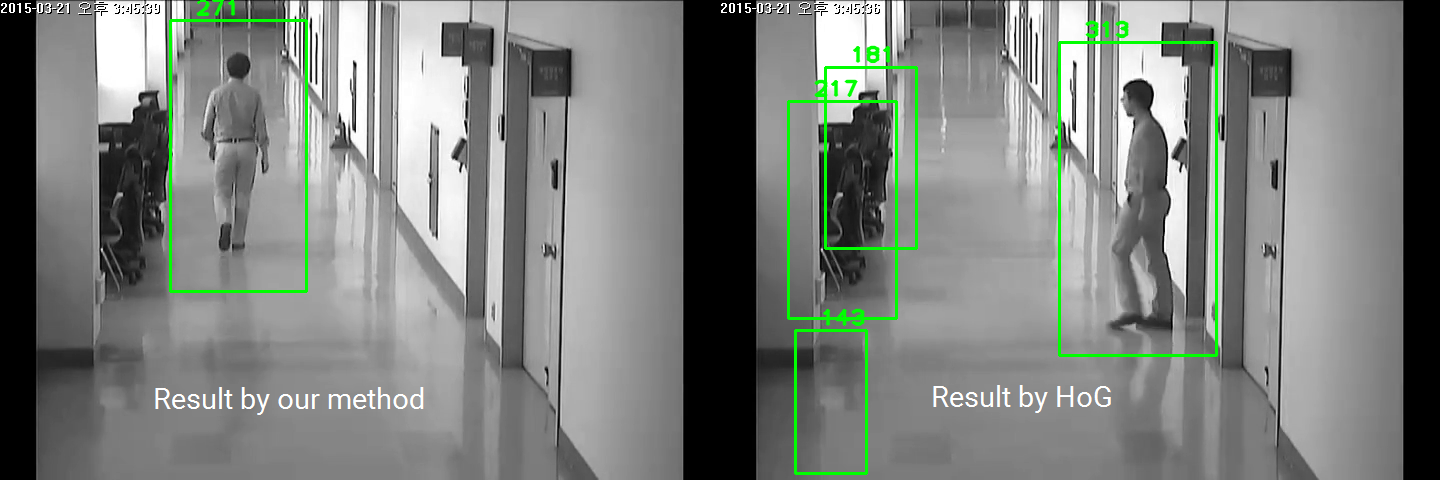 2015-03-21 오후 3:45:39
271
Result by our method
2015-03-21 오후 3:45:36
313
181
217
143
Result by HoG